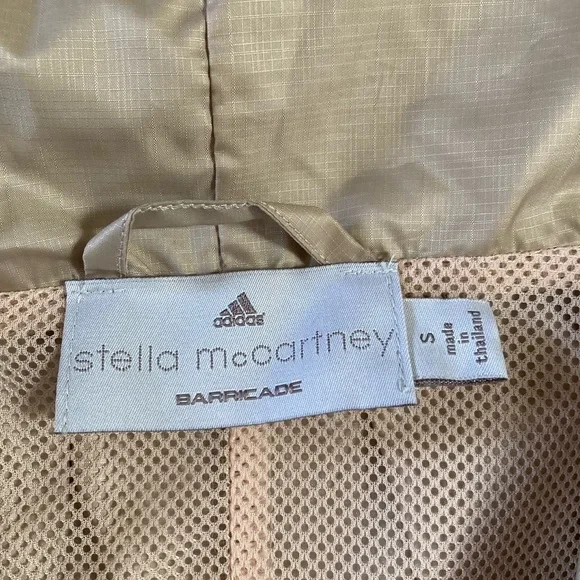 adidas
stella mccartney
BARRICADE
S
made
in
thailand